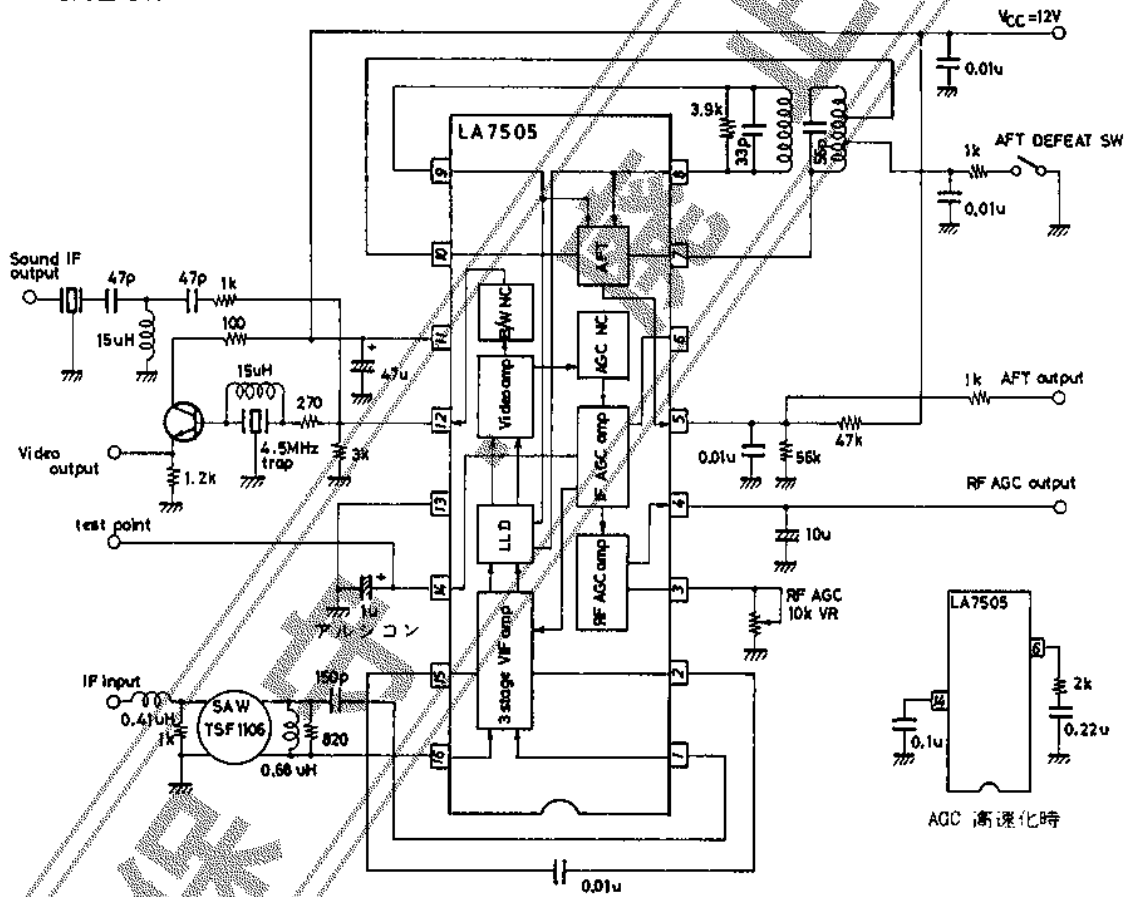 VCC=12V
0.01u
LA7505
3.9k
33p
56p
AFT DEFEAT SW
1k
0.01u
9
8
10
7
AFT
Sound IF
output
47p
47p
1k
15uH
100
B/W NC
AGC NC
11
6
47u
15uH
270
4.5MHz
trap
3k
12
Video amp
IF AGC amp
5
1k
AFT output
47k
0.01u
56k
Video
output
1.2k
RF AGC output
13
4
10u
test point
LLD
RF AGC amp
14
3
1u
アルシコン
RF AGC
10k VR
LA7505
6
2k
14
0.1u
0.22u
AGC 高速化時
IF input
0.41uH
1k
SAW
TSF1106
0.68uH
820
150p
15
3-stage VIF amp
2
16
1
0.01u